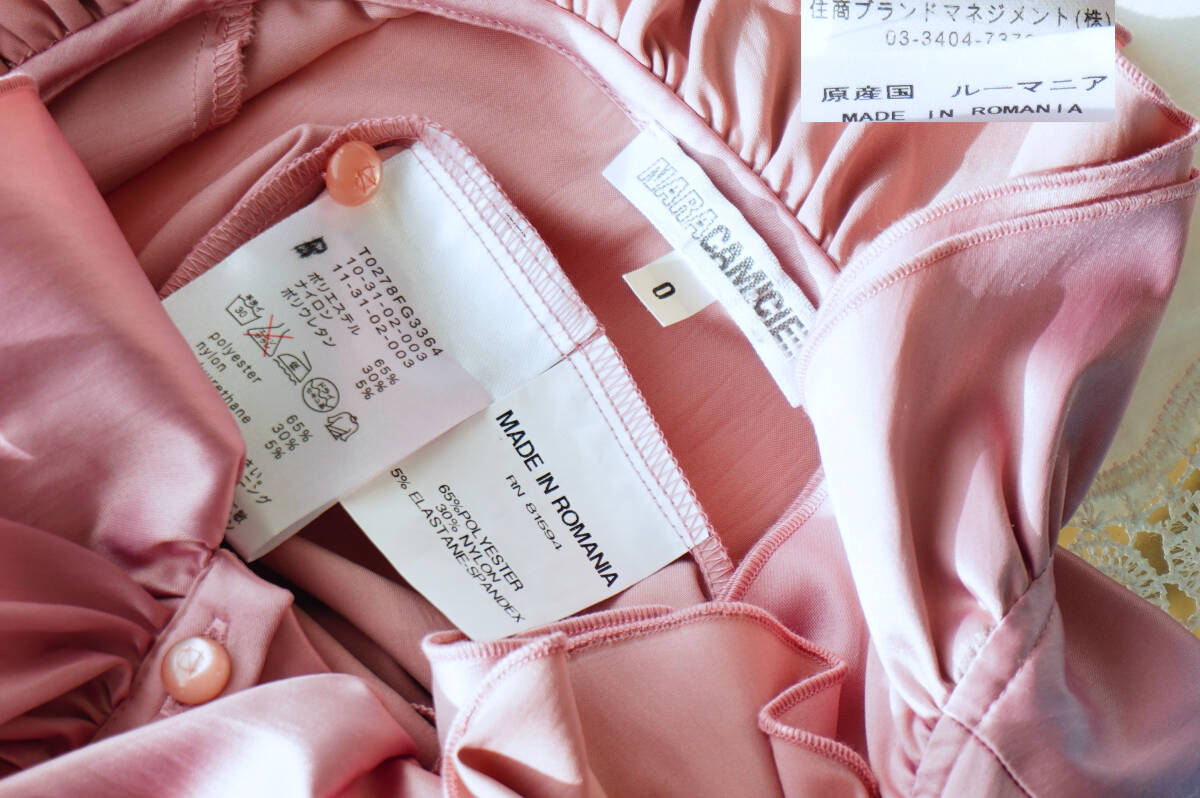 住商ブランドマネジメント(株)
03-3404-
原産国 ルーマニア
MADE IN ROMANIA
NARACAMICIE
0
T0278FG3364
10-31-02-003
11-31-02-003
ポリエステル 65%
ナイロン 30%
ポリウレタン 5%
30
polyester 65%
nylon 30%
urethane 5%
MADE IN ROMANIA
RN 81594
65%POLYESTER
30% NYLON
5% ELASTANE-SPANDEX